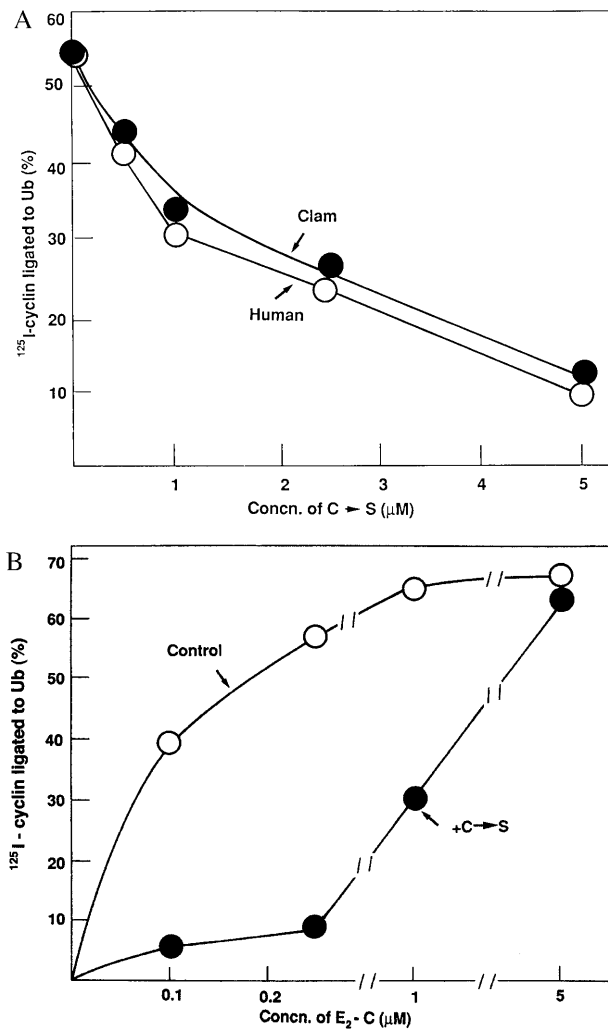 A
60
50
40
30
20
10
¹²⁵I-cyclin ligated to Ub (%)
Clam
Human
1 2 3 4 5
Concn. of C → S (µM)
B
70
60
50
40
30
20
10
¹²⁵I - cyclin ligated to Ub (%)
Control
+C→S
0.1 0.2 // 1 // 5
Concn. of E₂ - C (µM)